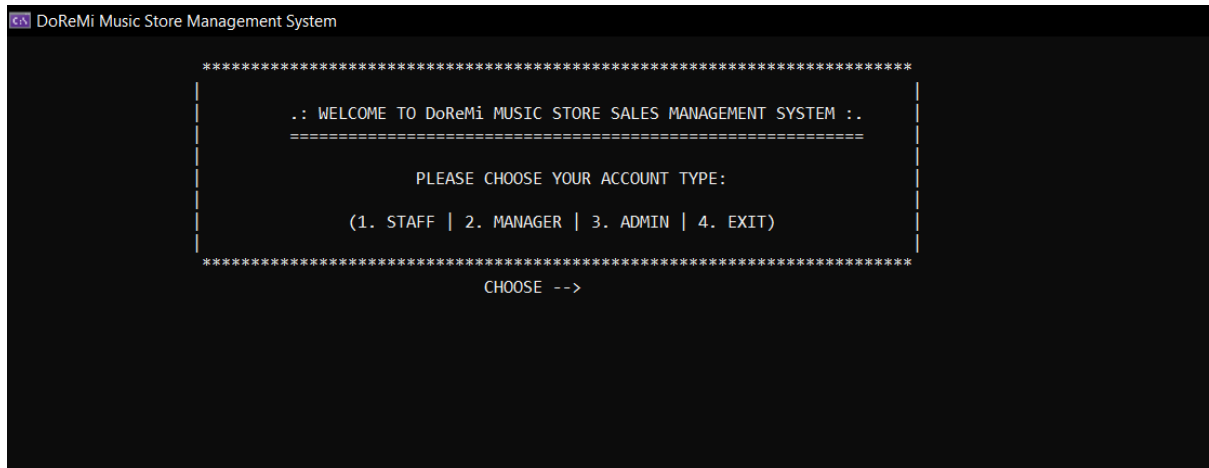 DoReMi Music Store Management System
*************************************************************************
.: WELCOME TO DoReMi MUSIC STORE SALES MANAGEMENT SYSTEM :.
===========================================================
PLEASE CHOOSE YOUR ACCOUNT TYPE:
(1. STAFF | 2. MANAGER | 3. ADMIN | 4. EXIT)
*************************************************************************
CHOOSE -->